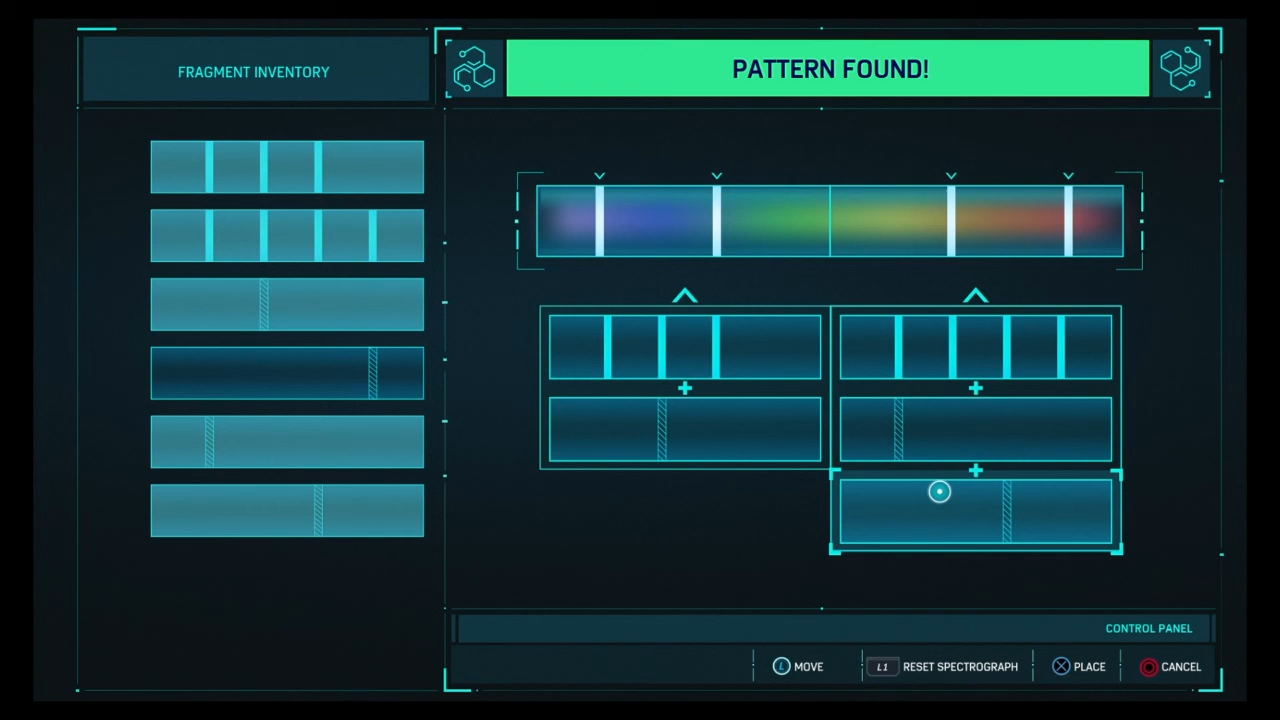 FRAGMENT INVENTORY
PATTERN FOUND!
CONTROL PANEL
L MOVE
L1 RESET SPECTROGRAPH
PLACE
CANCEL